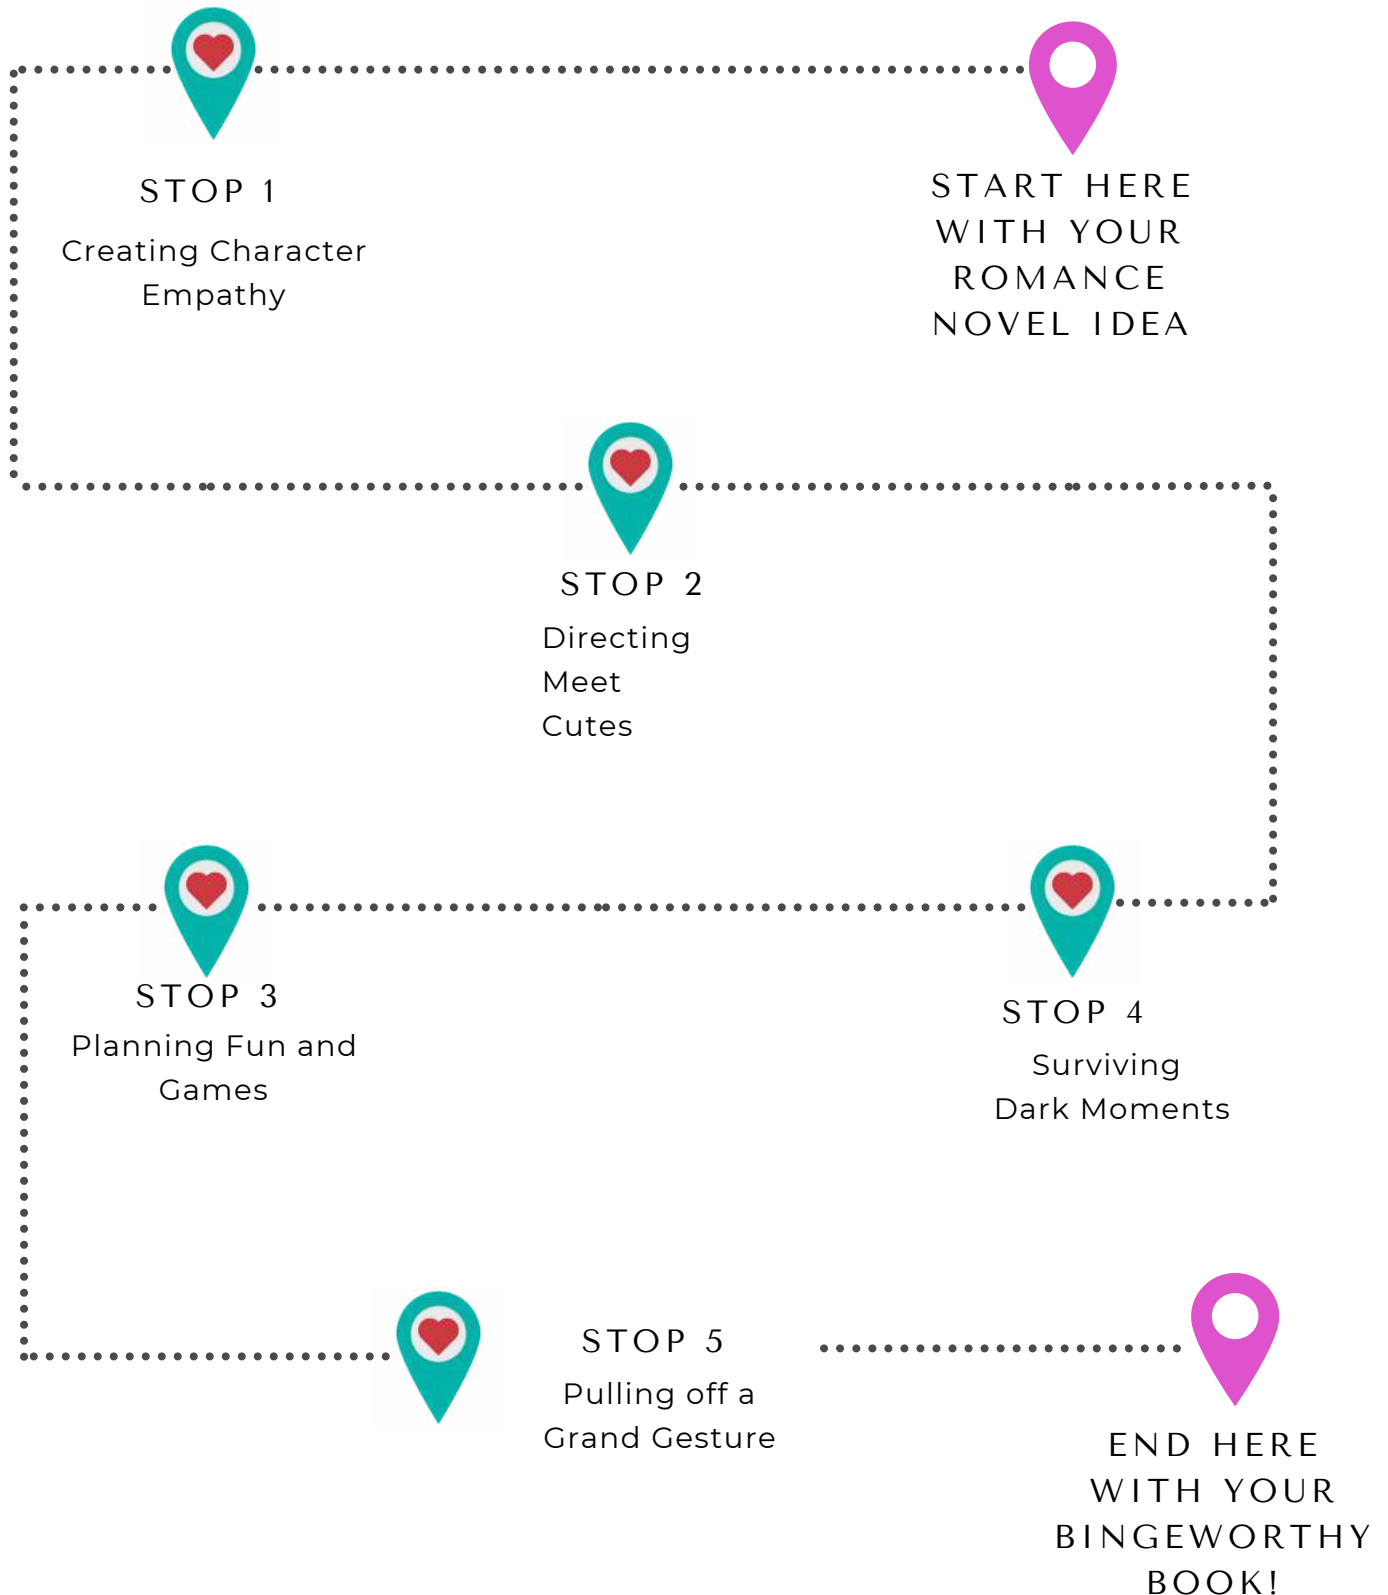 STOP 1
Creating Character
Empathy
START HERE
WITH YOUR
ROMANCE
NOVEL IDEA
STOP 2
Directing
Meet
Cutes
STOP 3
Planning Fun and
Games
STOP 4
Surviving
Dark Moments
STOP 5
Pulling off a
Grand Gesture
END HERE
WITH YOUR
BINGEWORTHY
BOOK!